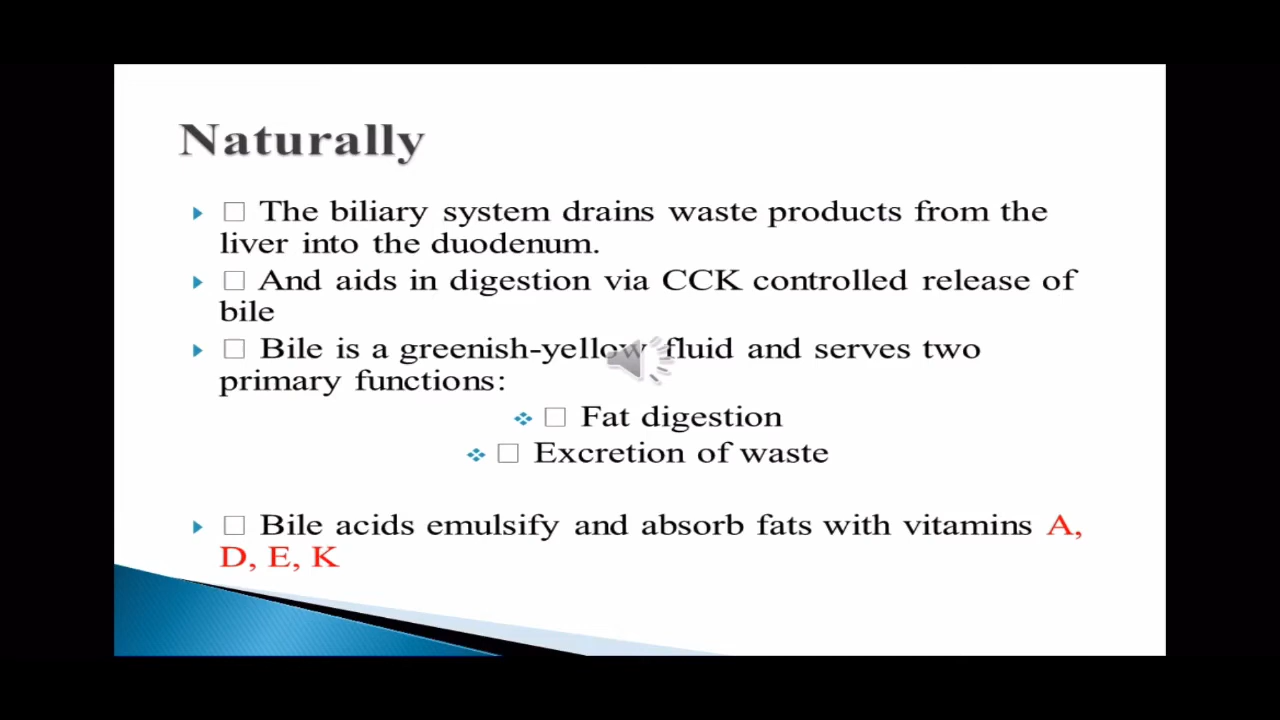 Naturally
□ The biliary system drains waste products from the
liver into the duodenum.
□ And aids in digestion via CCK controlled release of
bile
□ Bile is a greenish-yellow fluid and serves two
primary functions:
□ Fat digestion
□ Excretion of waste
□ Bile acids emulsify and absorb fats with vitamins A,
D, E, K